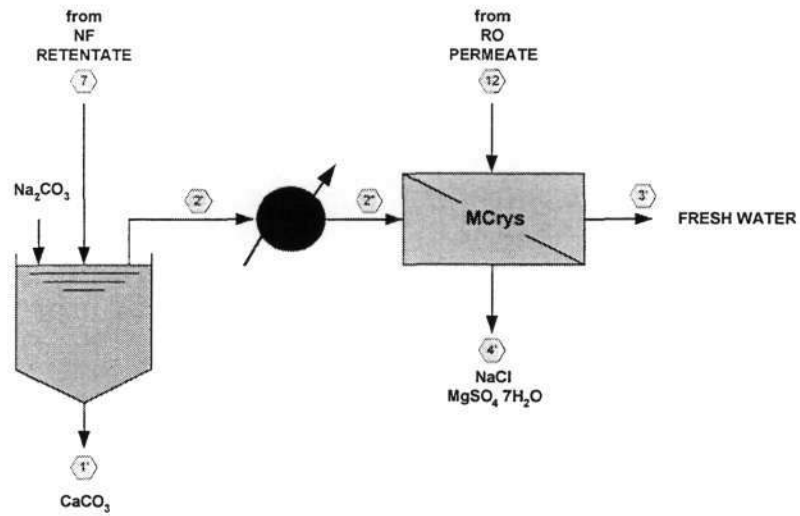 from
NF
RETENTATE
7
from
RO
PERMEATE
12
Na₂CO₃
2'
2"
MCrys
3'
FRESH WATER
4'
NaCl
MgSO₄ 7H₂O
1'
CaCO₃